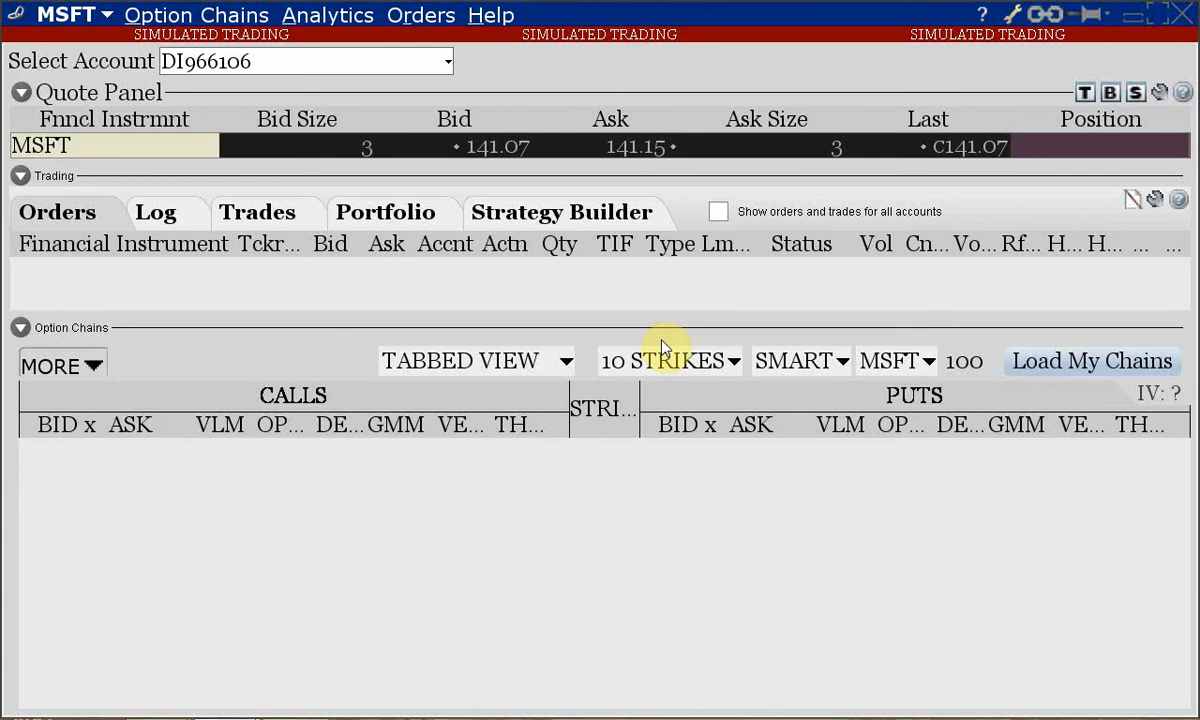 MSFT Option Chains Analytics Orders Help ?
SIMULATED TRADING SIMULATED TRADING SIMULATED TRADING
Select Account DI966106
Quote Panel T B S ?
Fnncl Instrmnt Bid Size Bid Ask Ask Size Last Position
MSFT 3 • 141.07 141.15 • 3 • C141.07
Trading
Orders Log Trades Portfolio Strategy Builder Show orders and trades for all accounts ?
Financial Instrument Tckr... Bid Ask Accnt Actn Qty TIF Type Lm... Status Vol Cn... Vo... Rf... H... H... ... ...
Option Chains
MORE TABBED VIEW 10 STRIKES SMART MSFT 100 Load My Chains
CALLS STRI... PUTS IV: ?
BID x ASK VLM OP... DE... GMM VE... TH... BID x ASK VLM OP... DE... GMM VE... TH...